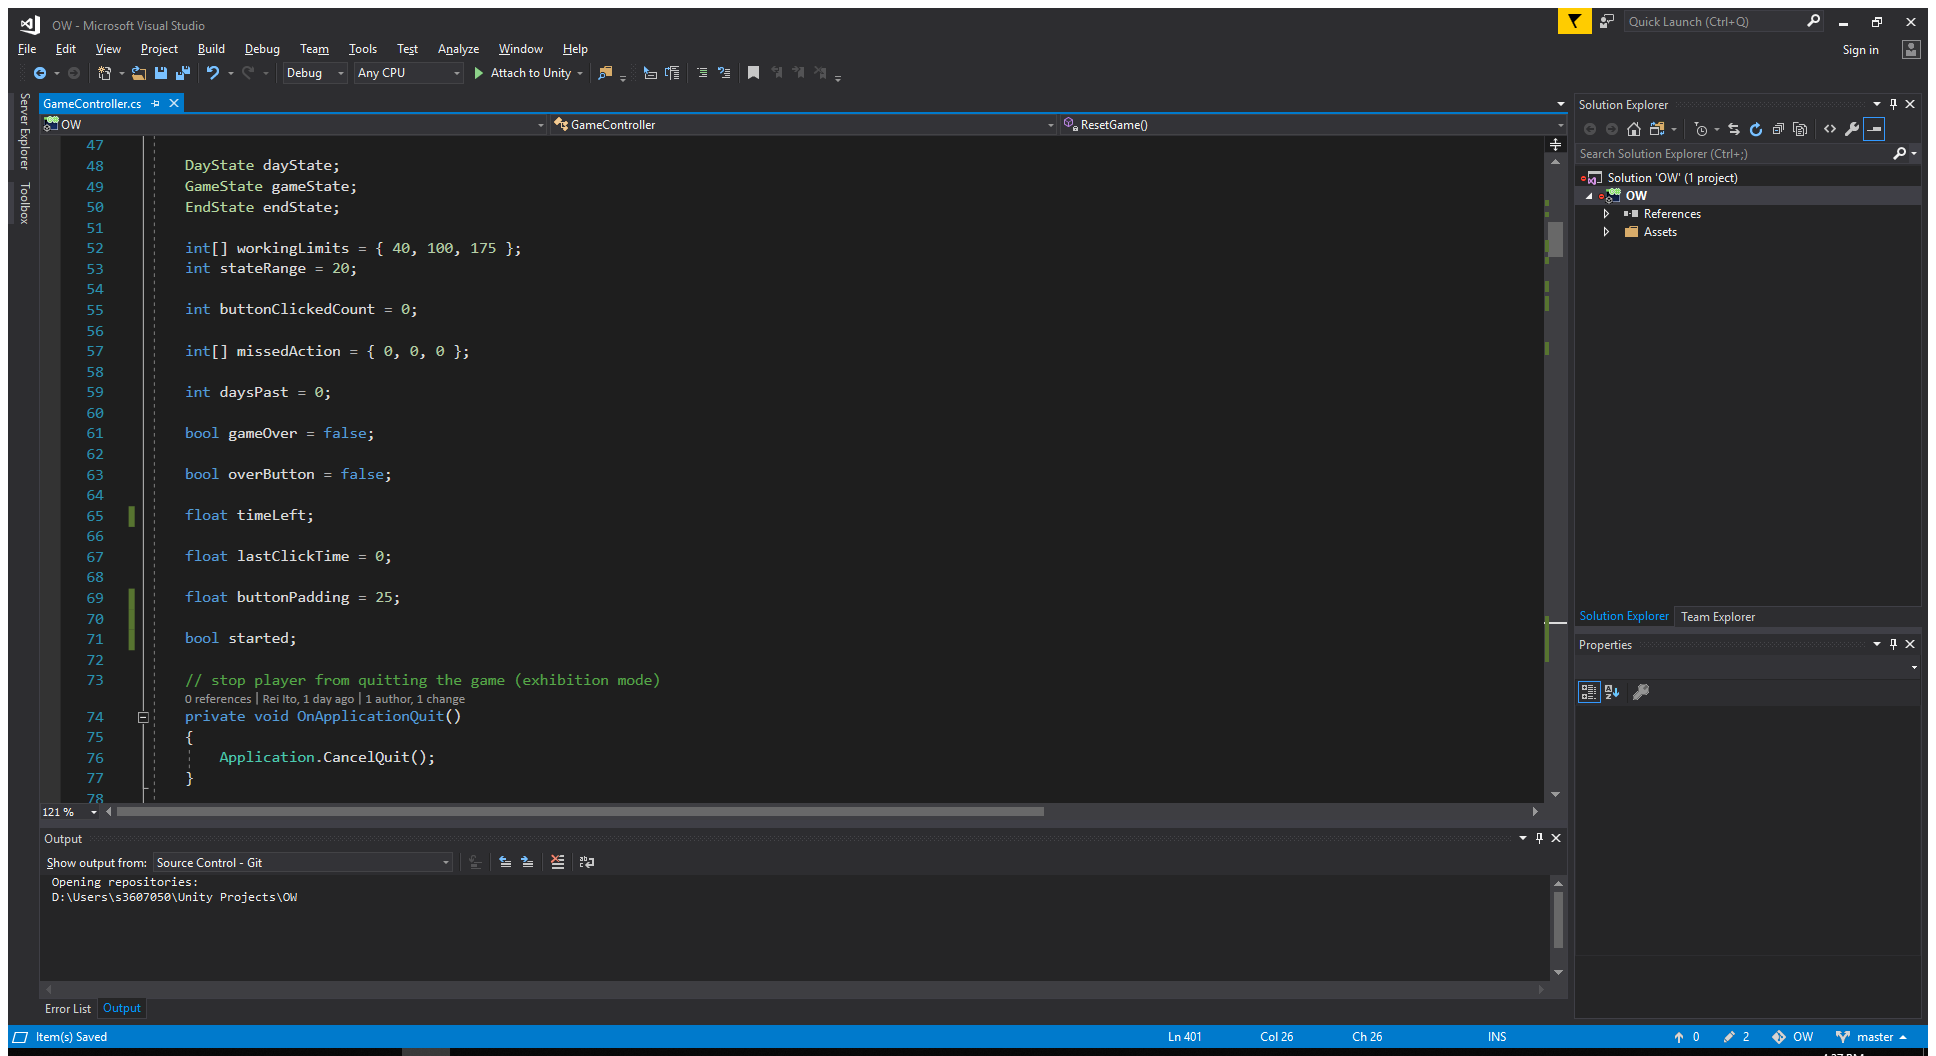 OW - Microsoft Visual Studio
Quick Launch (Ctrl+Q)
File Edit View Project Build Debug Team Tools Test Analyze Window Help
Sign in
Debug Any CPU Attach to Unity
Server Explorer
Toolbox
GameController.cs
OW GameController ResetGame()
47
48 DayState dayState;
49 GameState gameState;
50 EndState endState;
51
52 int[] workingLimits = { 40, 100, 175 };
53 int stateRange = 20;
54
55 int buttonClickedCount = 0;
56
57 int[] missedAction = { 0, 0, 0 };
58
59 int daysPast = 0;
60
61 bool gameOver = false;
62
63 bool overButton = false;
64
65 float timeLeft;
66
67 float lastClickTime = 0;
68
69 float buttonPadding = 25;
70
71 bool started;
72
73 // stop player from quitting the game (exhibition mode)
0 references | Rei Ito, 1 day ago | 1 author, 1 change
74 private void OnApplicationQuit()
75 {
76 Application.CancelQuit();
77 }
78
121 %
Solution Explorer
Search Solution Explorer (Ctrl+;)
Solution 'OW' (1 project)
OW
References
Assets
Solution Explorer Team Explorer
Properties
Output
Show output from: Source Control - Git
Opening repositories:
D:\Users\s3607050\Unity Projects\OW
Error List Output
Item(s) Saved Ln 401 Col 26 Ch 26 INS 0 2 OW master